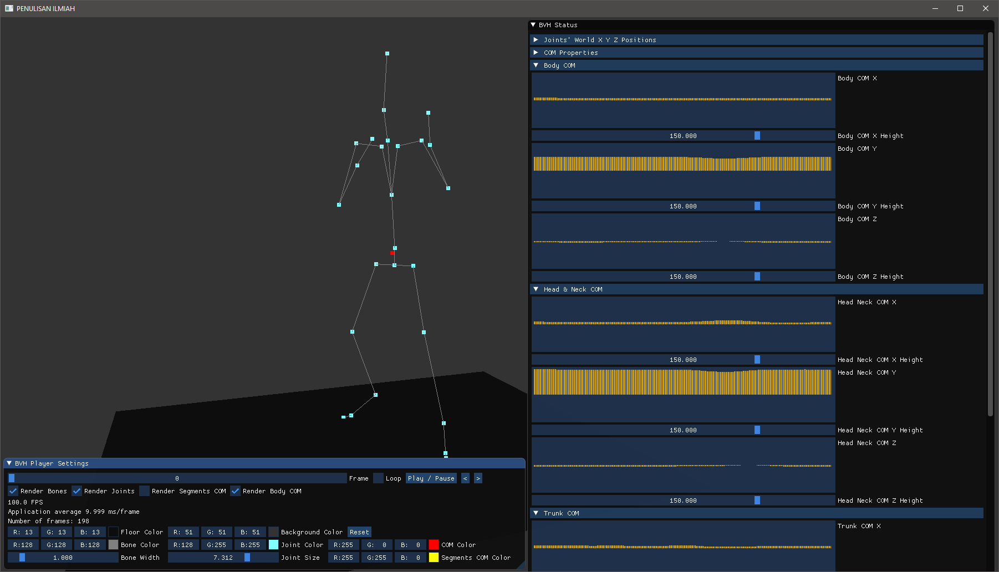 PENULISAN ILMIAH
BVH Status
Joints' World X Y Z Positions
COM Properties
Body COM
Body COM X
150.000 Body COM X Height
Body COM Y
150.000 Body COM Y Height
Body COM Z
150.000 Body COM Z Height
Head & Neck COM
Head Neck COM X
150.000 Head Neck COM X Height
Head Neck COM Y
150.000 Head Neck COM Y Height
Head Neck COM Z
150.000 Head Neck COM Z Height
Trunk COM
Trunk COM X
BVH Player Settings
0 Frame Loop Play / Pause < >
Render Bones Render Joints Render Segments COM Render Body COM
100.0 FPS
Application average 9.999 ms/frame
Number of frames: 198
R: 13 G: 13 B: 13 Floor Color R: 51 G: 51 B: 51 Background Color Reset
R:128 G:128 B:128 Bone Color R:128 G:255 B:255 Joint Color R:255 G: 0 B: 0 COM Color
1.000 Bone Width 7.312 Joint Size R:255 G:255 B: 0 Segments COM Color